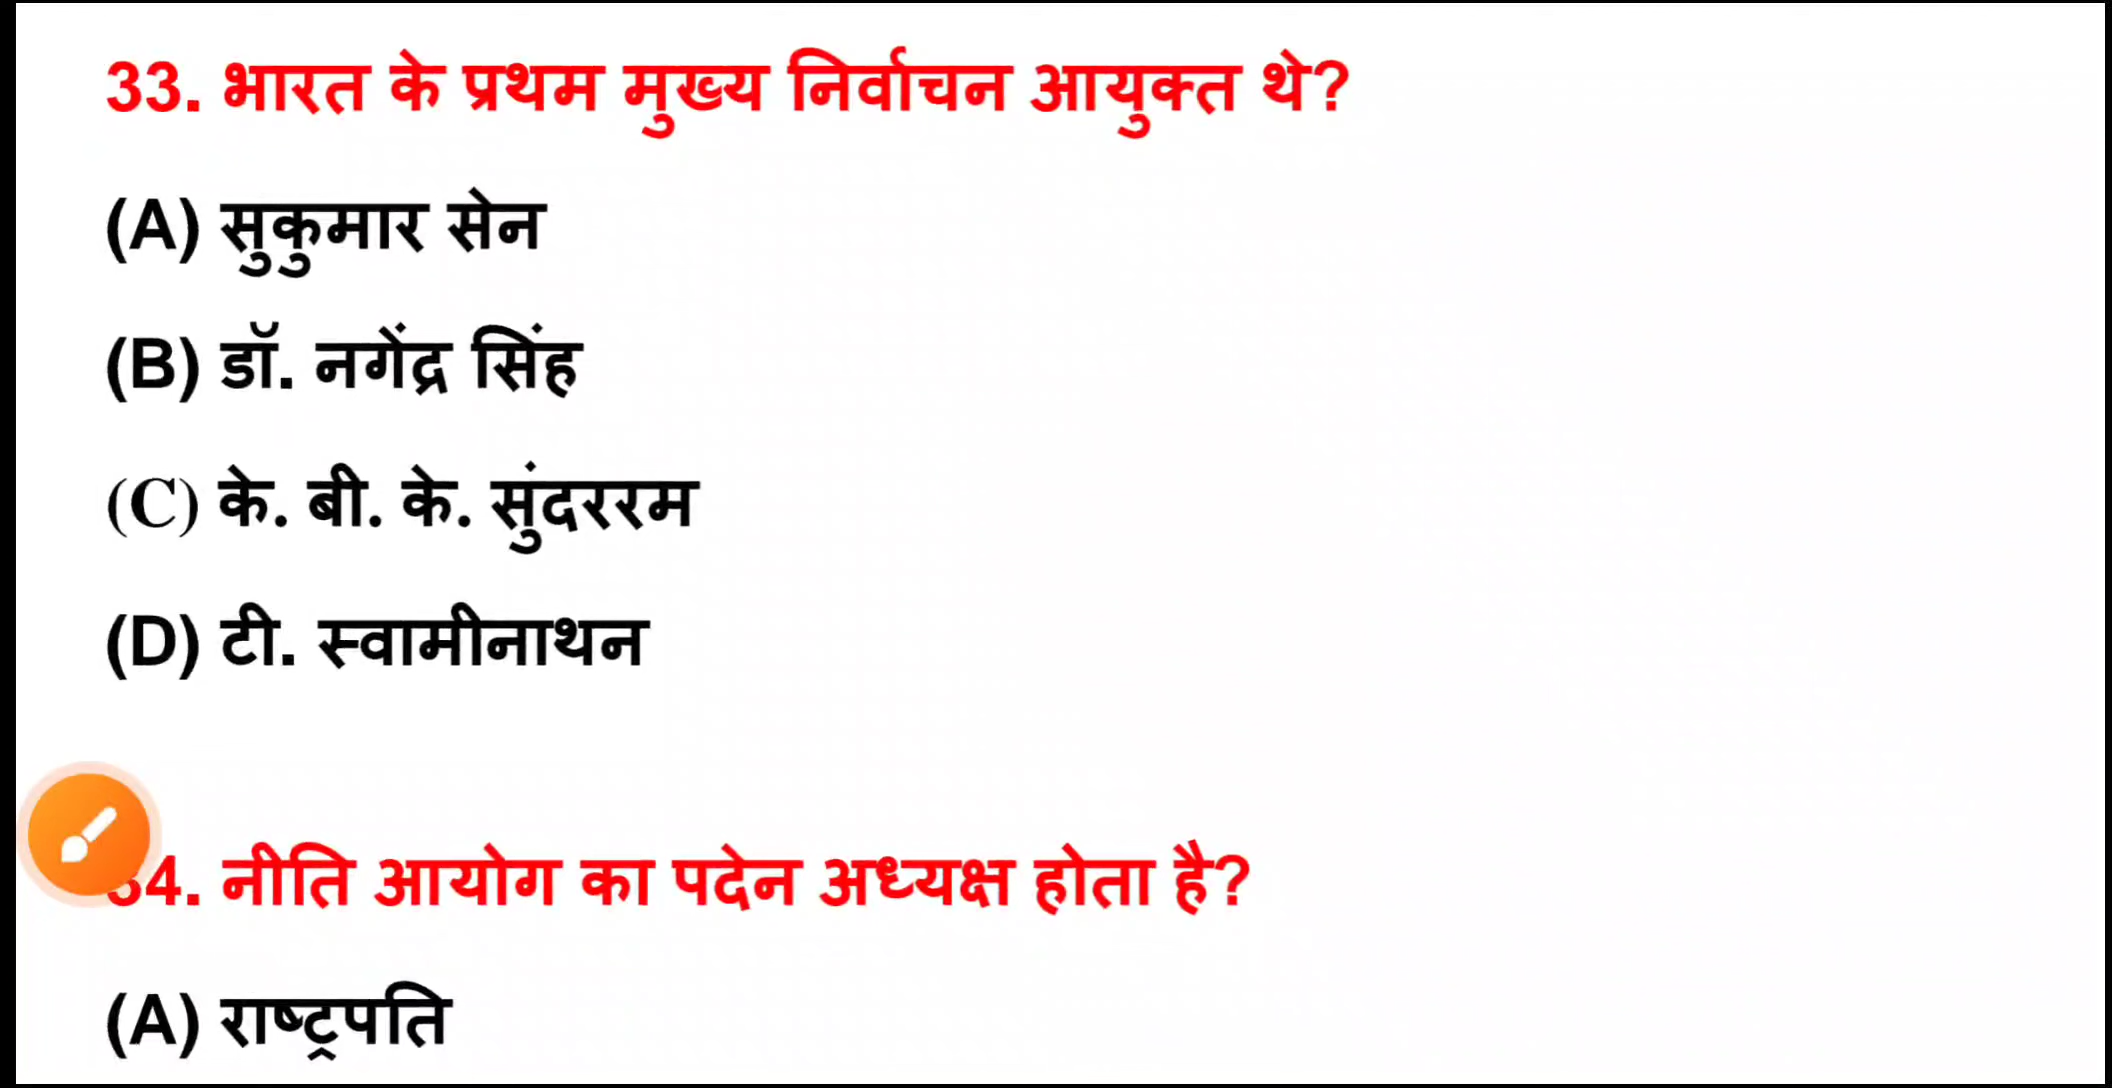 33. भारत के प्रथम मुख्य निर्वाचन आयुक्त थे?
(A) सुकुमार सेन
(B) डॉ. नगेंद्र सिंह
(C) के. बी. के. सुंदररम
(D) टी. स्वामीनाथन
34. नीति आयोग का पदेन अध्यक्ष होता है?
(A) राष्ट्रपति